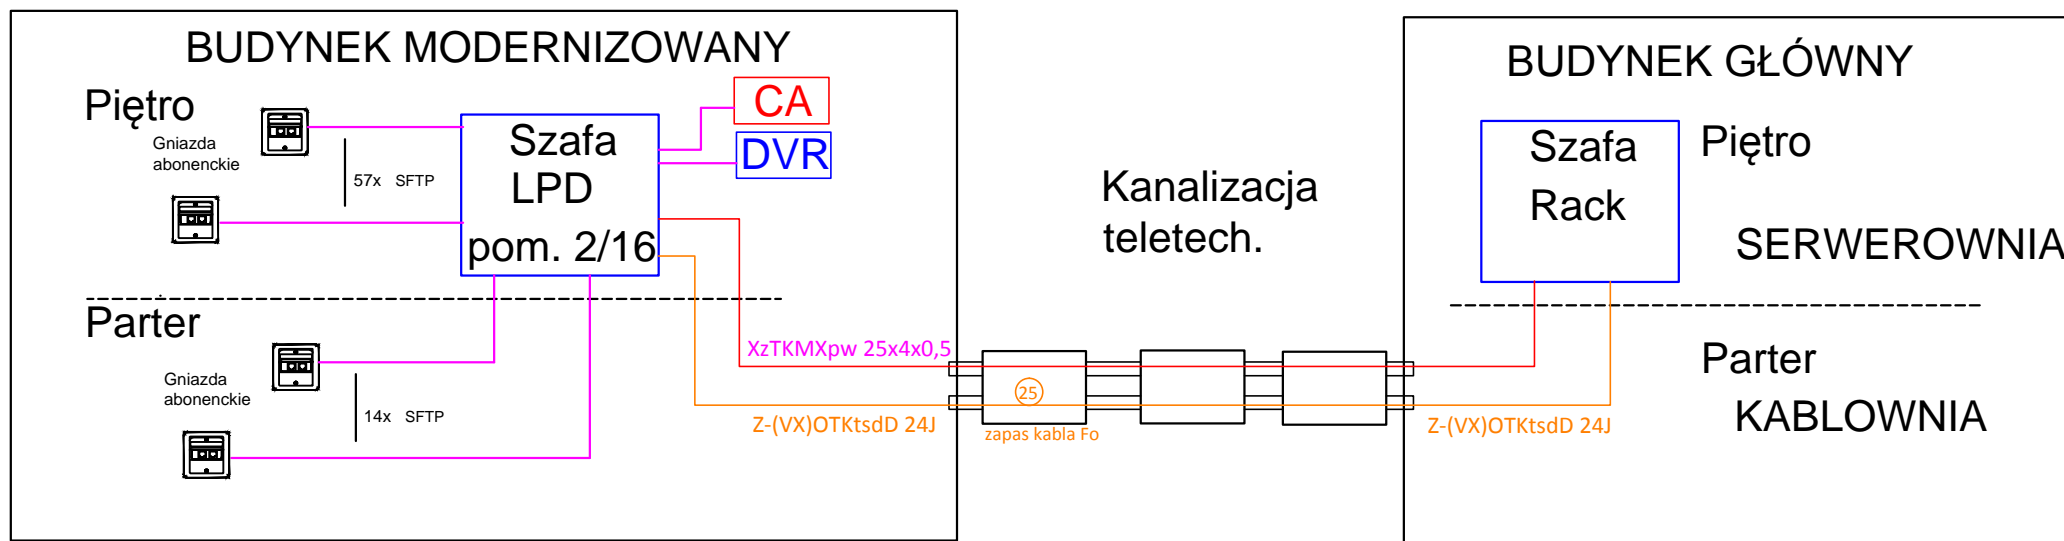 BUDYNEK MODERNIZOWANY
Piętro
Gniazda
abonenckie
57x SFTP
Szafa
LPD
pom. 2/16
CA
DVR
Parter
Gniazda
abonenckie
14x SFTP
XzTKMXpw 25x4x0,5
Z-(VX)OTKtsdD 24J
Kanalizacja
teletech.
25
zapas kabla Fo
BUDYNEK GŁÓWNY
Szafa
Rack
Piętro
SERWEROWNIA
Parter
KABLOWNIA
Z-(VX)OTKtsdD 24J